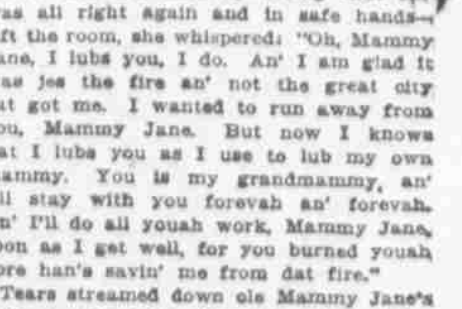 as all right again and in safe hands—
ft the room, she whispered: "Oh, Mammy
ane, I lubs you, I do. An' I am glad it
as jes the fire an' not the great city
at got me. I wanted to run away from
ou, Mammy Jane. But now I knows
at I lubs you as I use to lub my own
ammy. You is my grandmammy, an'
ll stay with you forevah an' forevah.
n' I'll do all youah work, Mammy Jane,
oon as I get well, for you burned youah
ore han's savin' me from dat fire."
Tears streamed down ole Mammy Jane's